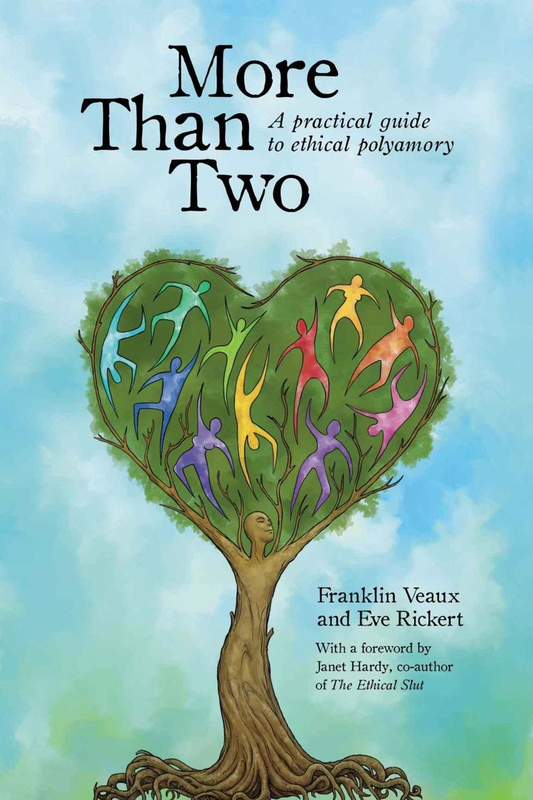 More
Than
Two
A practical guide
to ethical polyamory
Franklin Veaux
and Eve Rickert
With a foreword by
Janet Hardy, co-author
of The Ethical Slut